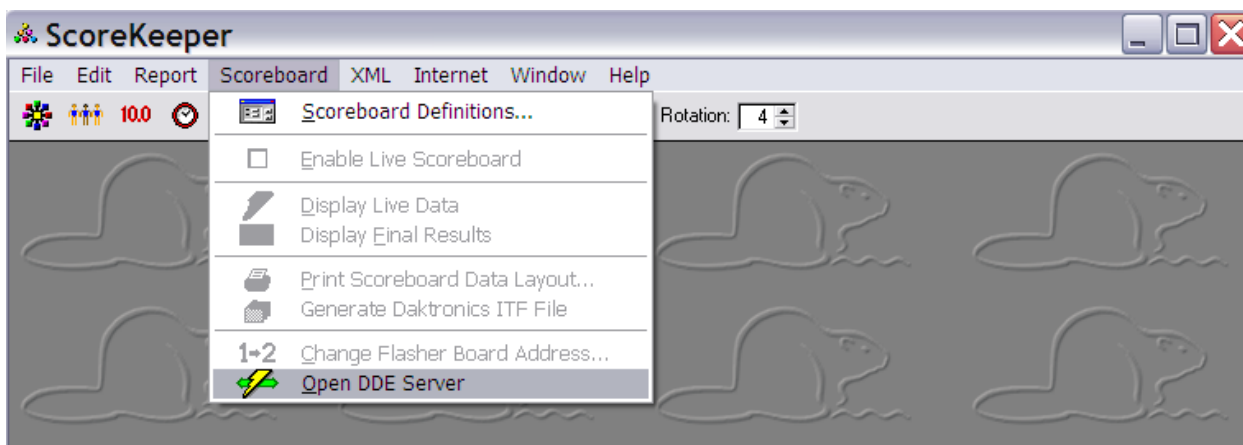 ScoreKeeper
File Edit Report Scoreboard XML Internet Window Help
10.0 Rotation: 4
Scoreboard Definitions...
Enable Live Scoreboard
Display Live Data
Display Final Results
Print Scoreboard Data Layout...
Generate Daktronics ITF File
1→2 Change Flasher Board Address...
Open DDE Server